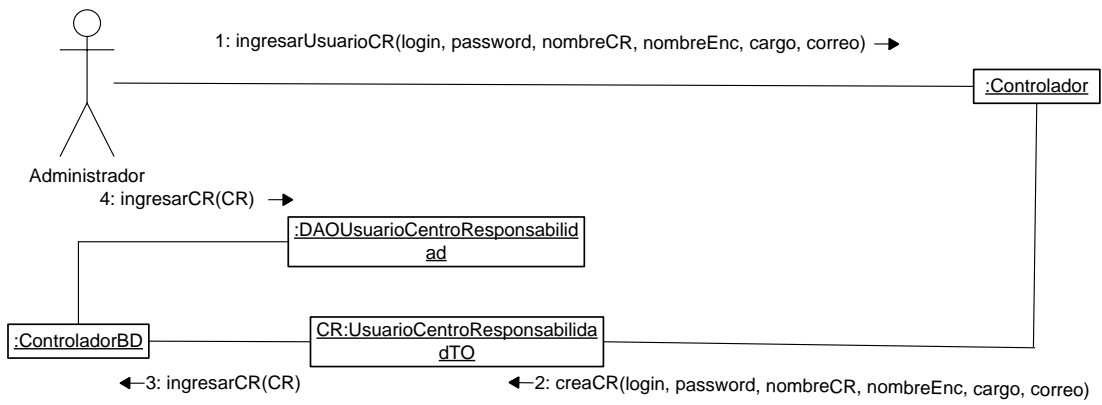 1: ingresarUsuarioCR(login, password, nombreCR, nombreEnc, cargo, correo)
:Controlador
Administrador
4: ingresarCR(CR)
:DAOUsuarioCentroResponsabilid
ad
:ControladorBD
CR:UsuarioCentroResponsabilida
dTO
3: ingresarCR(CR)
2: creaCR(login, password, nombreCR, nombreEnc, cargo, correo)